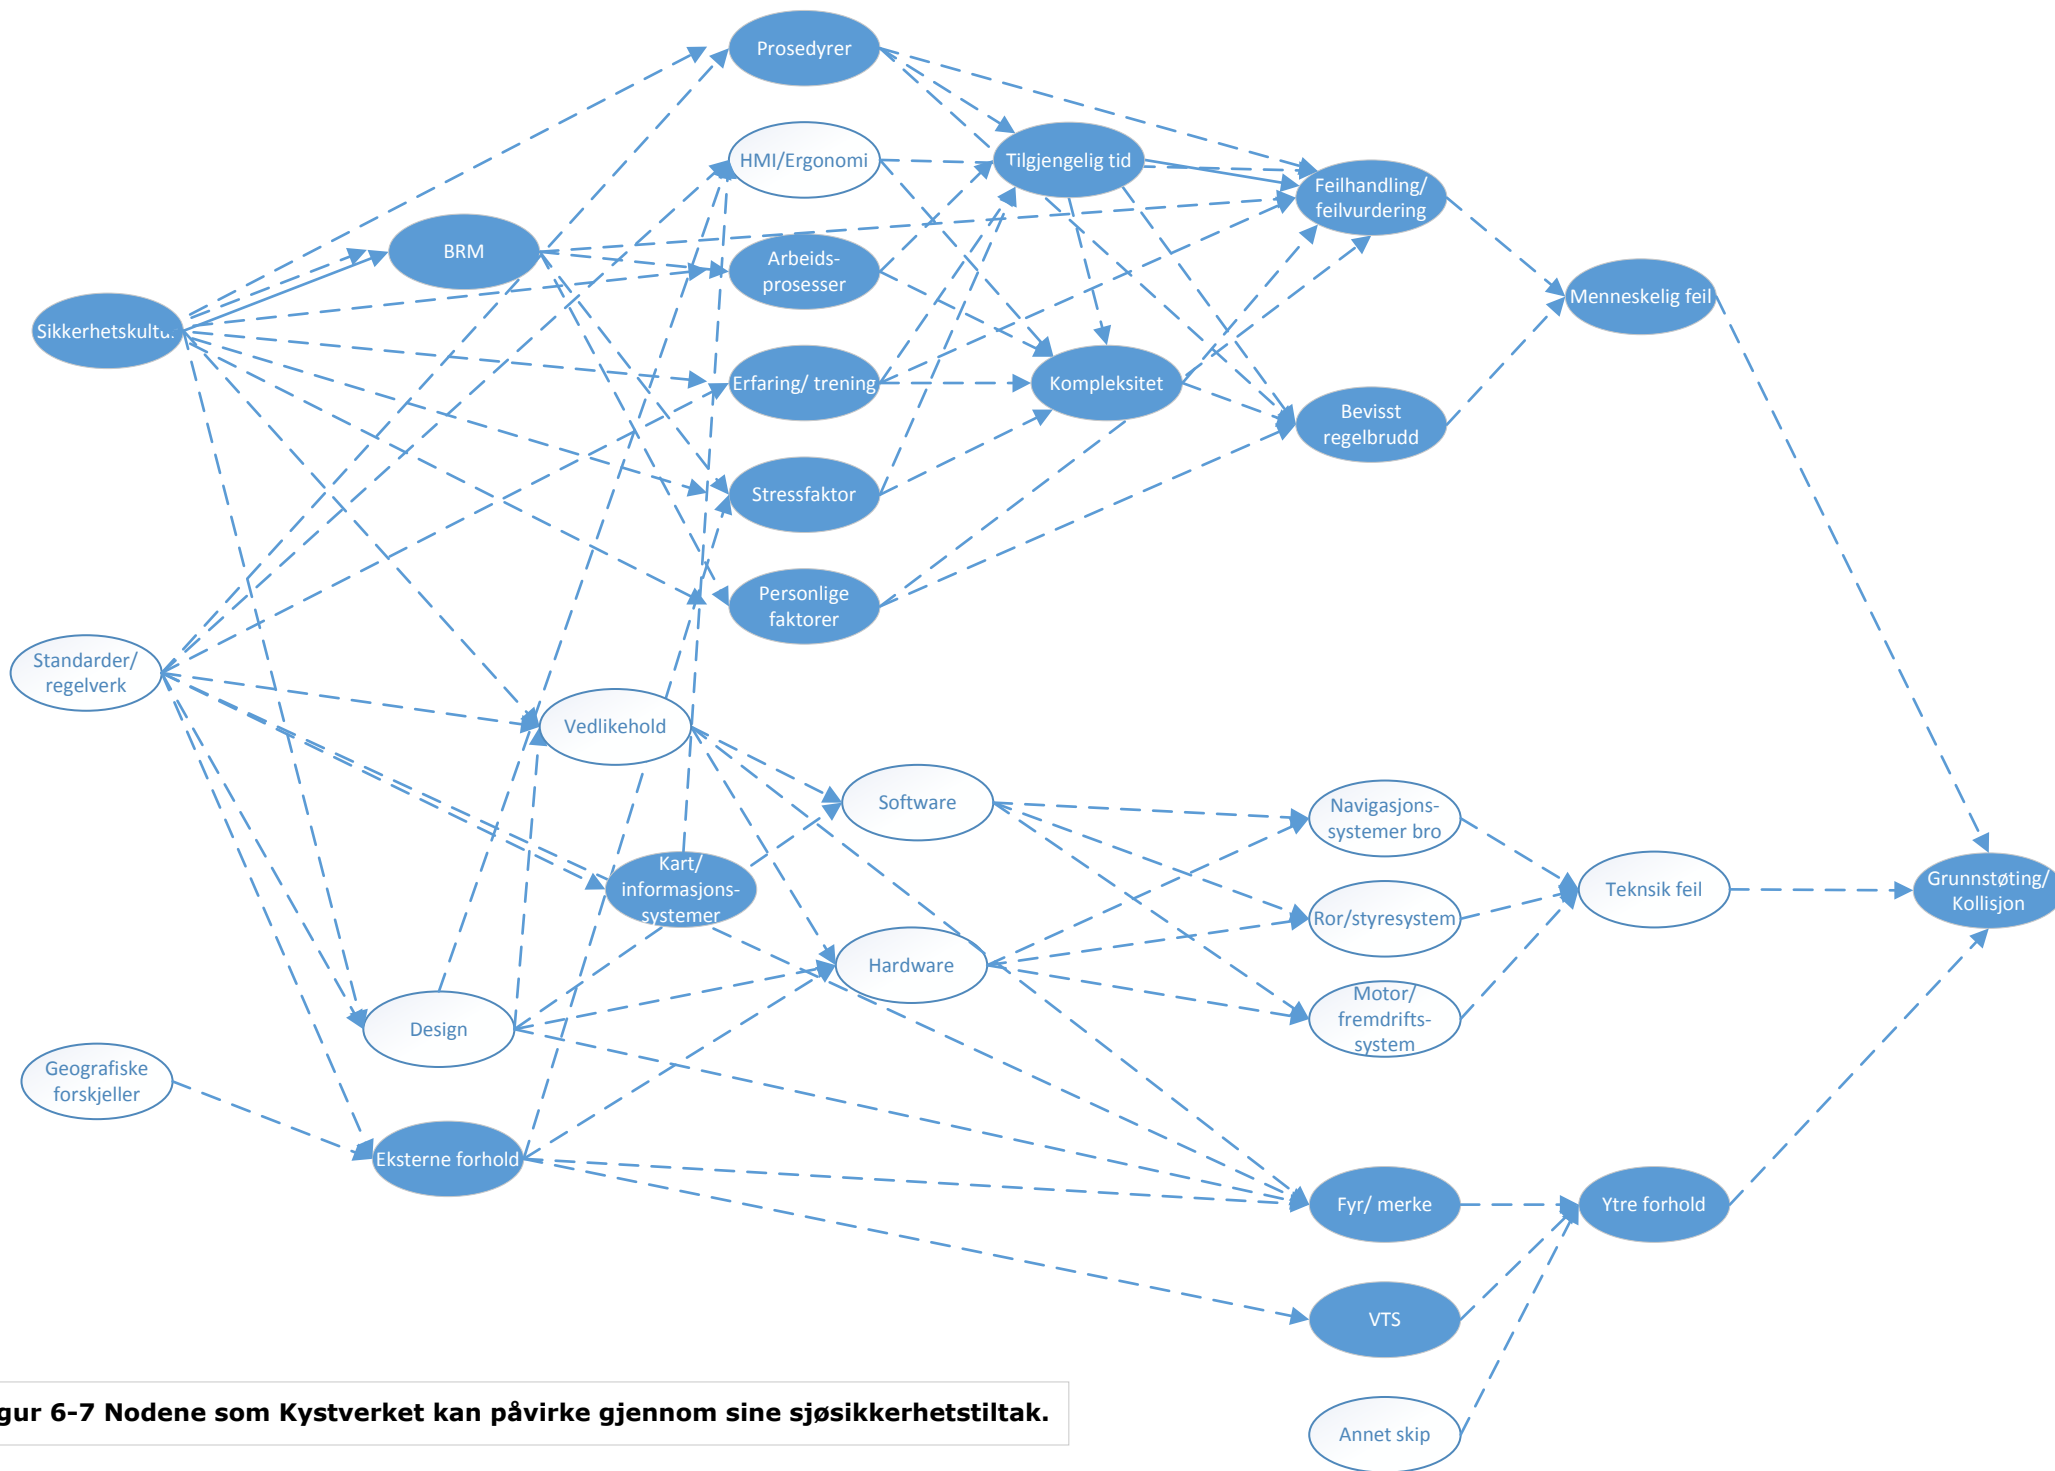 Prosedyrer
HMI/Ergonomi
Tilgjengelig tid
Feilhandling/
feilvurdering
BRM
Arbeids-
prosesser
Menneskelig feil
Sikkerhetskultur
Erfaring/ trening
Kompleksitet
Bevisst
regelbrudd
Stressfaktor
Personlige
faktorer
Standarder/
regelverk
Vedlikehold
Software
Navigasjons-
systemer bro
Kart/
informasjons-
systemer
Teknsik feil
Grunnstøting/
Kollisjon
Ror/styresystem
Hardware
Motor/
fremdrifts-
system
Design
Geografiske
forskjeller
Eksterne forhold
Fyr/ merke
Ytre forhold
VTS
gur 6-7 Nodene som Kystverket kan påvirke gjennom sine sjøsikkerhetstiltak.
Annet skip